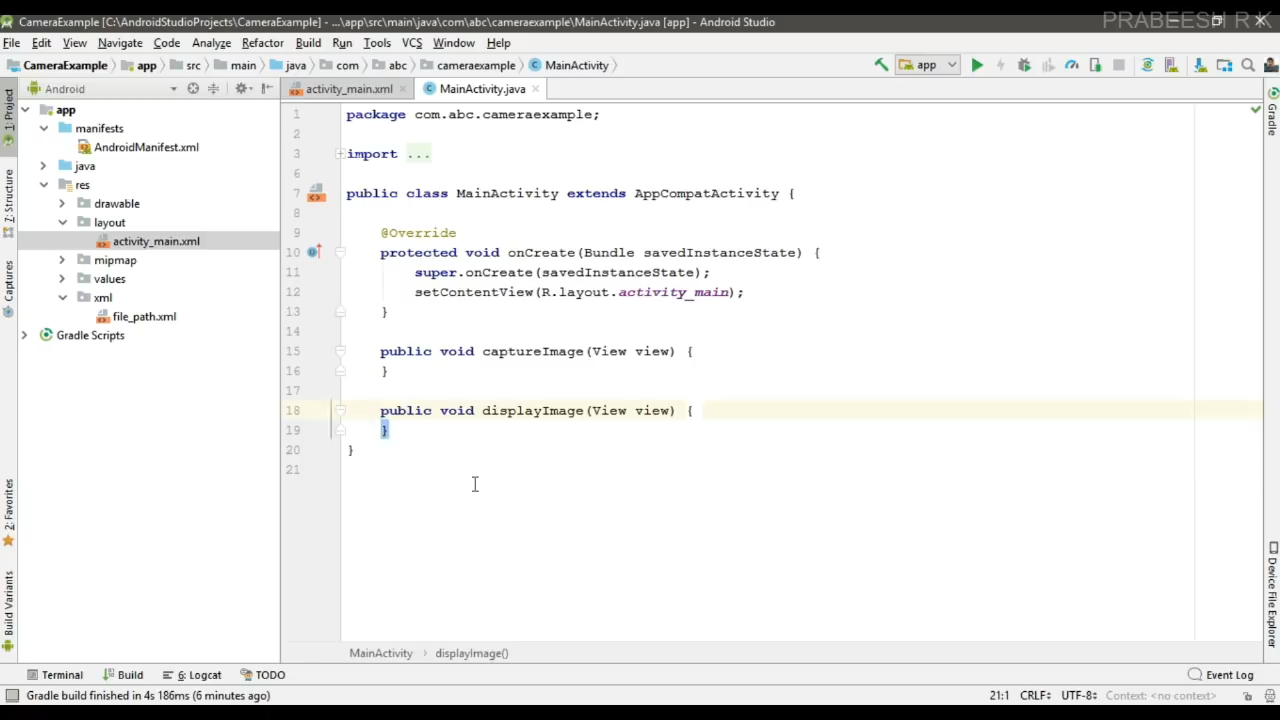 PRABEESH R K
CameraExample [C:\AndroidStudioProjects\CameraExample] - ...\app\src\main\java\com\abc\cameraexample\MainActivity.java [app] - Android Studio
File Edit View Navigate Code Analyze Refactor Build Run Tools VCS Window Help
CameraExample app src main java com abc cameraexample MainActivity app
Android activity_main.xml MainActivity.java
1: Project
Z: Structure
Captures
2: Favorites
Build Variants
app
manifests
AndroidManifest.xml
java
res
drawable
layout
activity_main.xml
mipmap
values
xml
file_path.xml
Gradle Scripts
1 package com.abc.cameraexample;
2
3 import ...
6
7 public class MainActivity extends AppCompatActivity {
8
9 @Override
10 protected void onCreate(Bundle savedInstanceState) {
11 super.onCreate(savedInstanceState);
12 setContentView(R.layout.activity_main);
13 }
14
15 public void captureImage(View view) {
16 }
17
18 public void displayImage(View view) {
19 }
20 }
21
Gradle
Device File Explorer
MainActivity › displayImage()
Terminal Build 6: Logcat TODO Event Log
Gradle build finished in 4s 186ms (6 minutes ago) 21:1 CRLF UTF-8 Context: <no context>